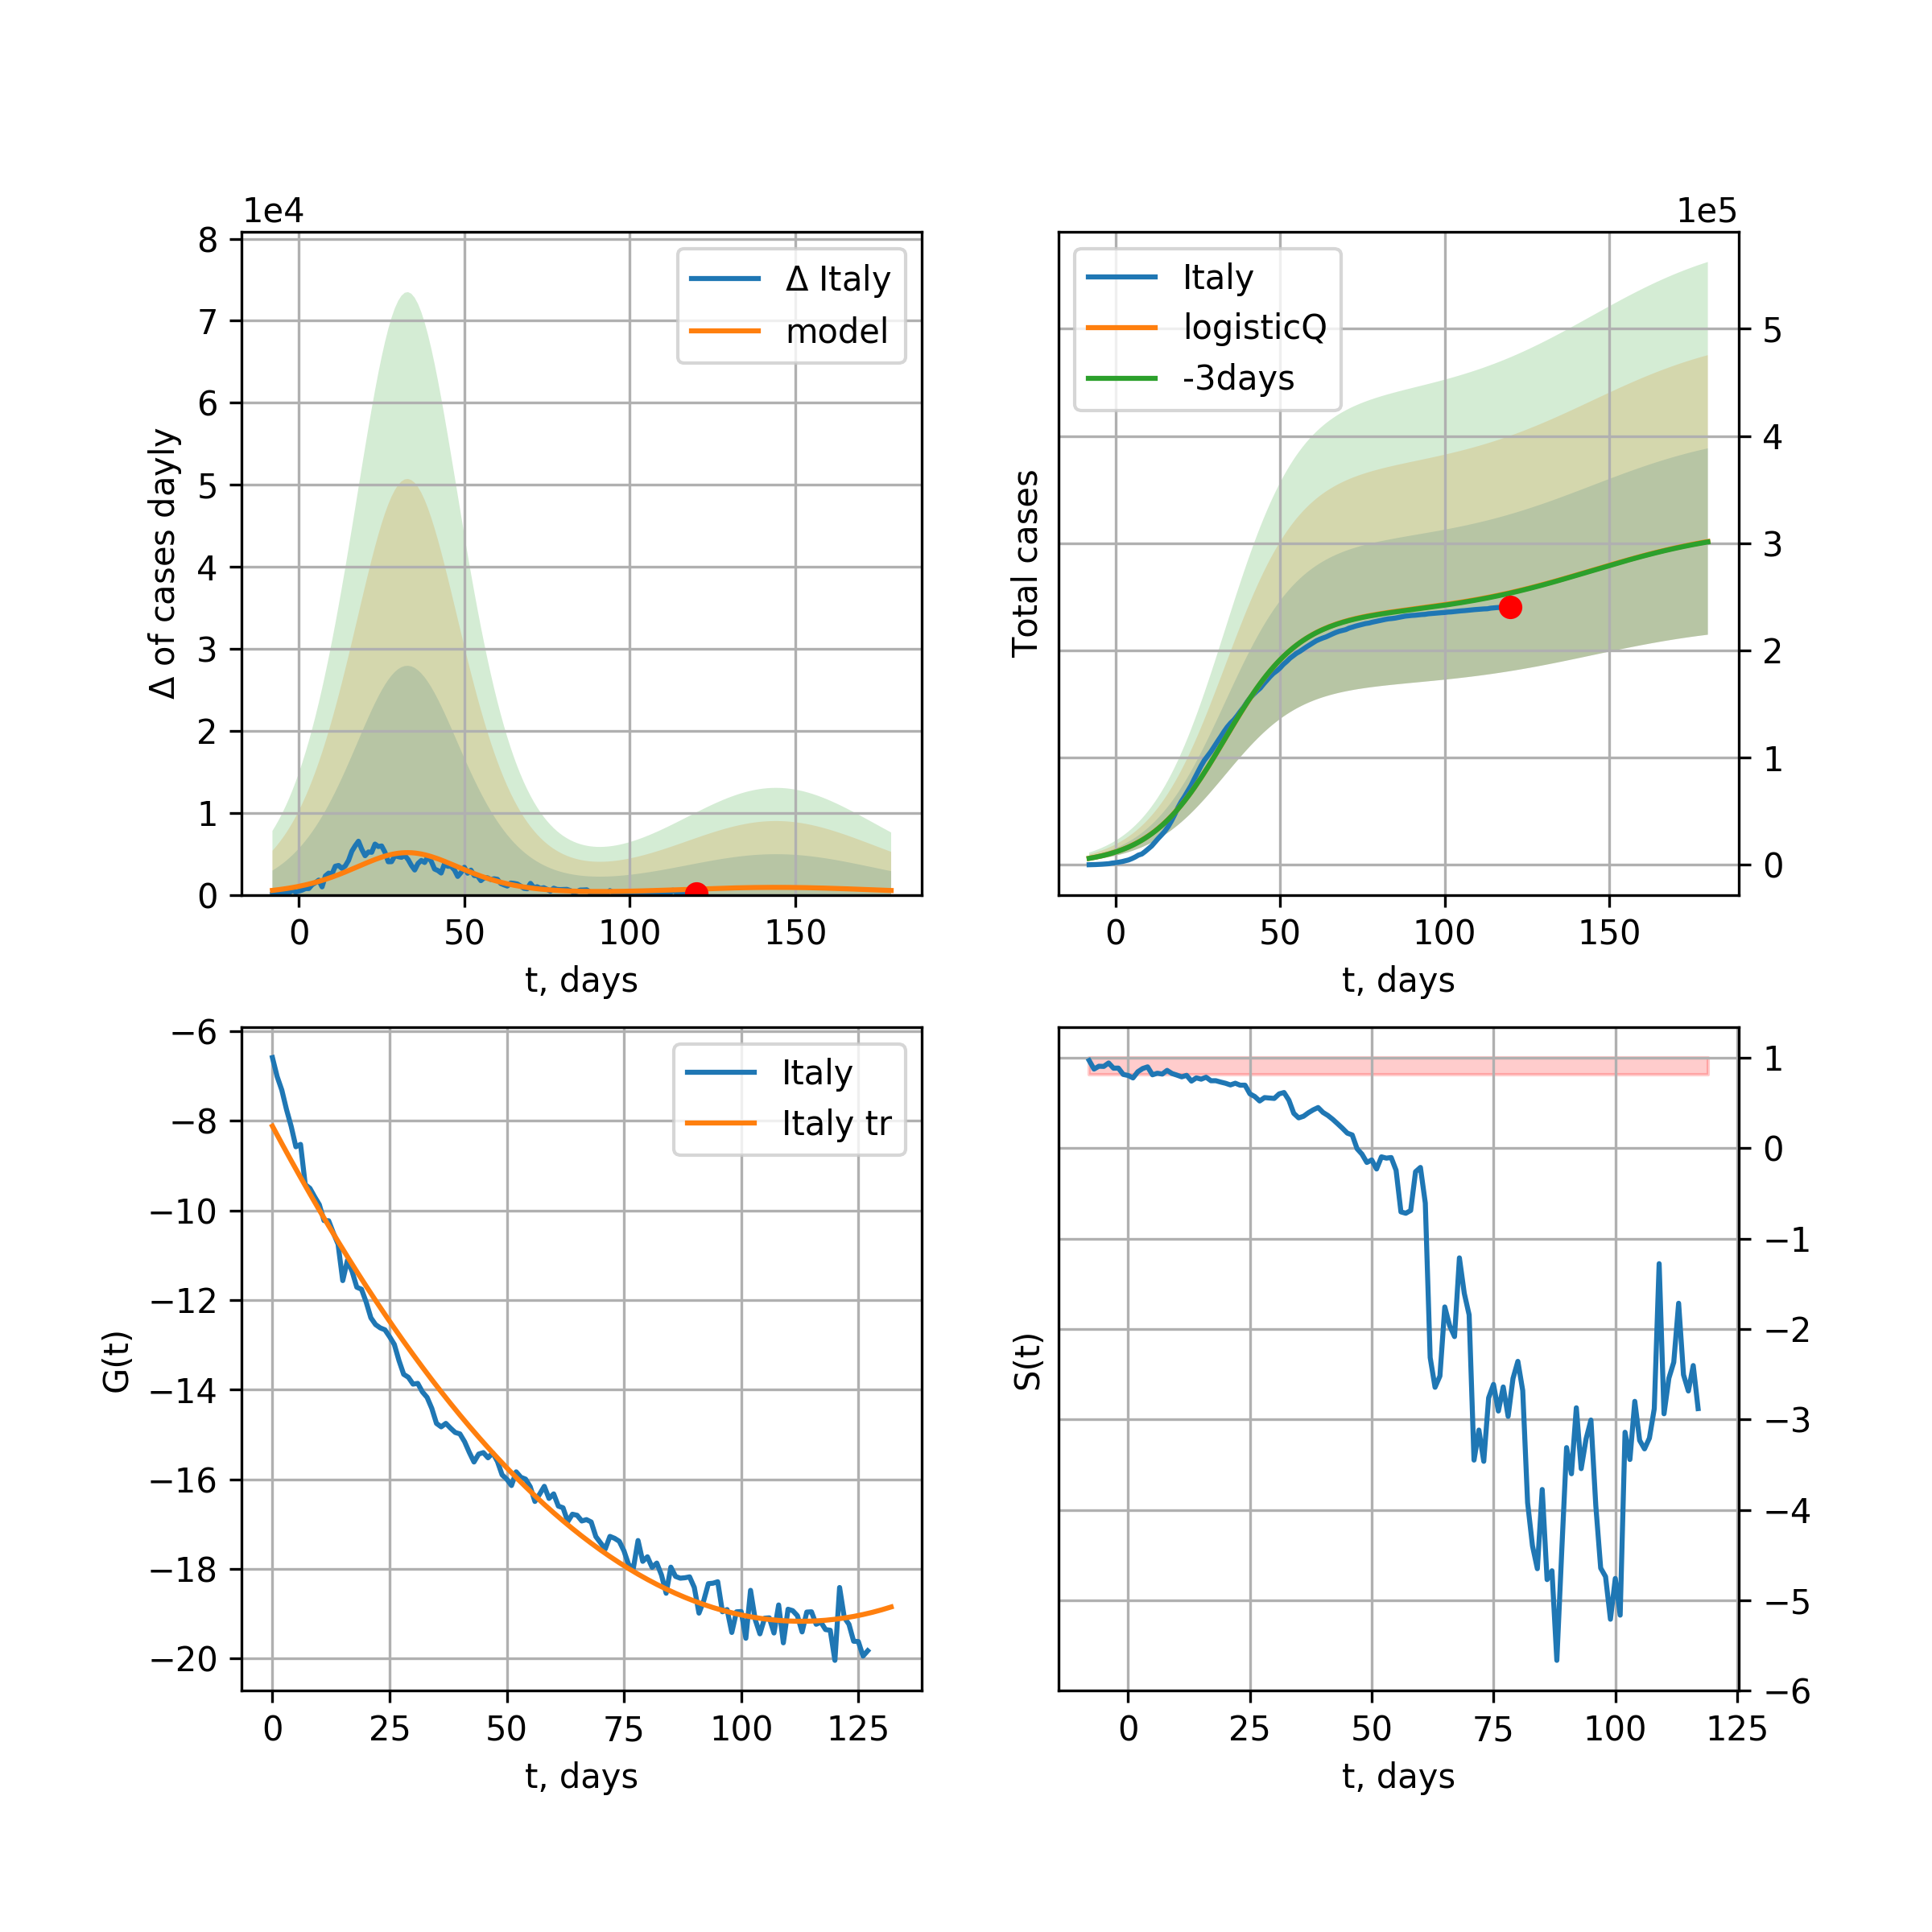 1e4
8
7
6
5
4
3
2
1
0
Δ of cases dayly
Δ Italy
model
0 50 100 150
t, days
1e5
Italy
logisticQ
-3days
Total cases
5
4
3
2
1
0
0 50 100 150
t, days
−6
−8
−10
−12
−14
−16
−18
−20
G(t)
Italy
Italy tr
0 25 50 75 100 125
t, days
S(t)
1
0
−1
−2
−3
−4
−5
−6
0 25 50 75 100 125
t, days